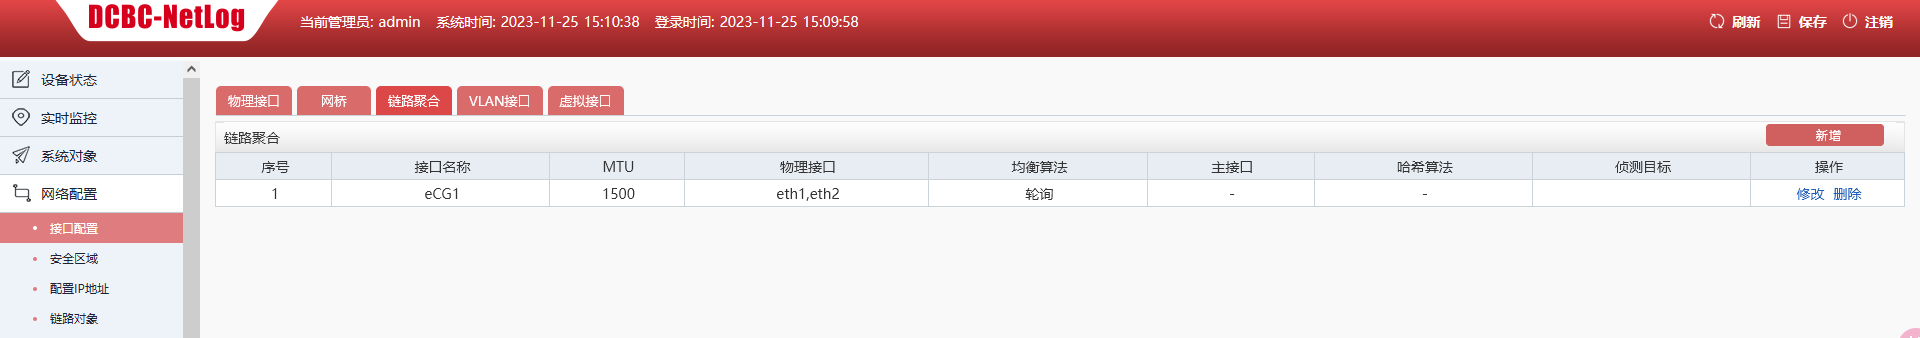 DCBC-NetLog
当前管理员: admin 系统时间: 2023-11-25 15:10:38 登录时间: 2023-11-25 15:09:58
刷新 保存 注销
设备状态
实时监控
系统对象
网络配置
接口配置
安全区域
配置IP地址
链路对象
物理接口 网桥 链路聚合 VLAN接口 虚拟接口
链路聚合 新增
序号 接口名称 MTU 物理接口 均衡算法 主接口 哈希算法 侦测目标 操作
1 eCG1 1500 eth1,eth2 轮询 - - 修改 删除